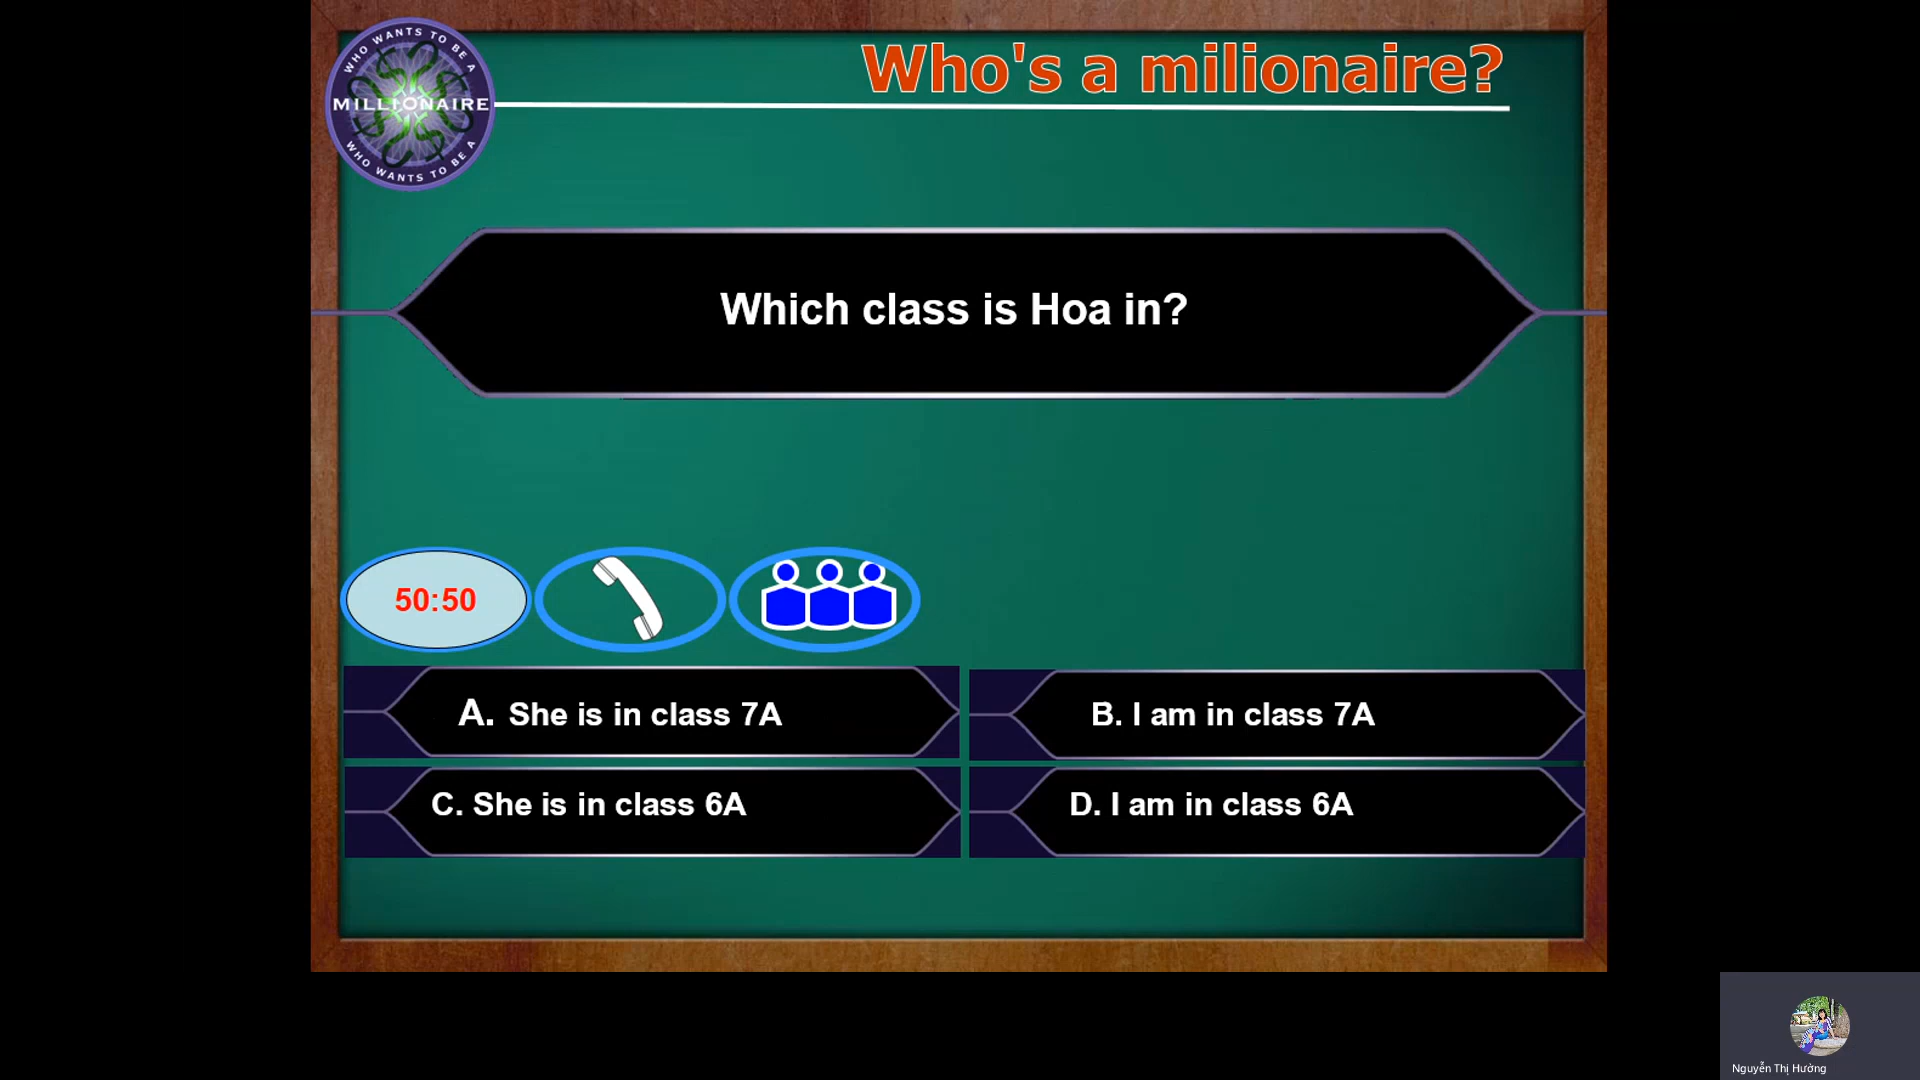 WHO WANTS TO BE A
MILLIONAIRE
WHO WANTS TO BE A
Who's a milionaire?
Which class is Hoa in?
50:50
A. She is in class 7A
B. I am in class 7A
C. She is in class 6A
D. I am in class 6A
Nguyễn Thị Hưởng